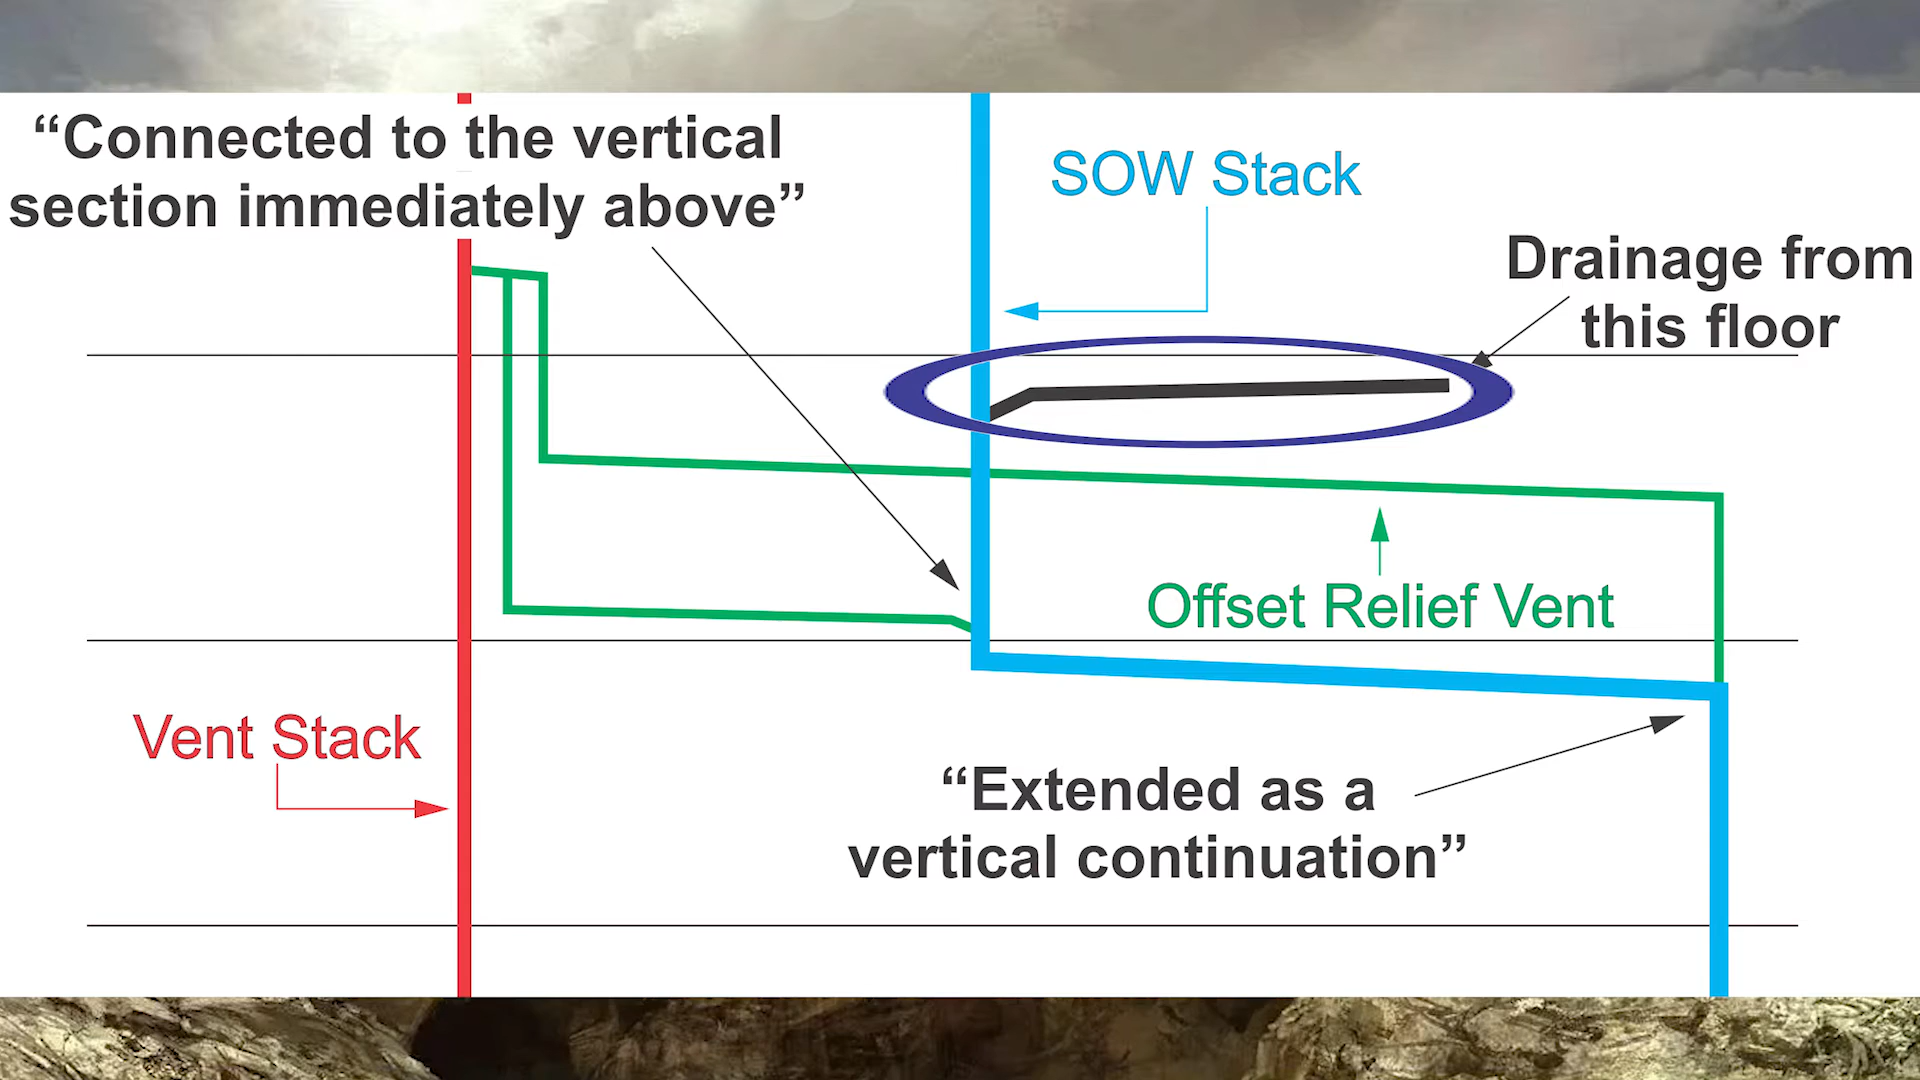 “Connected to the vertical
section immediately above”
SOW Stack
Drainage from
this floor
Offset Relief Vent
Vent Stack
“Extended as a
vertical continuation”